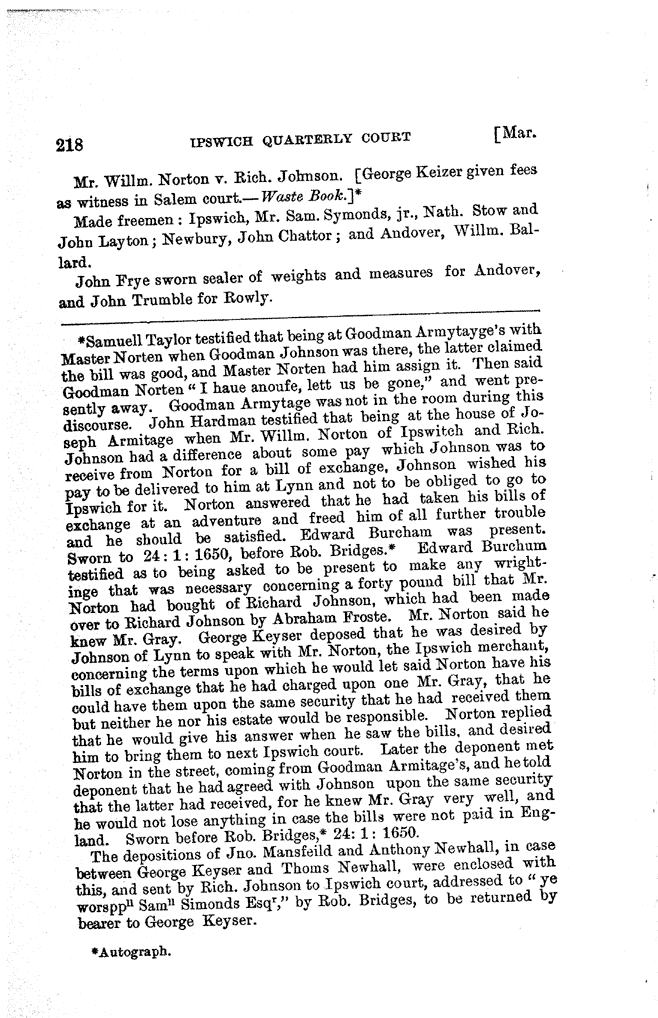 218 IPSWICH QUARTERLY COURT [Mar.
Mr. Willm. Norton v. Rich. Johnson. [George Keizer given fees
as witness in Salem court.—Waste Book.]*
Made freemen: Ipswich, Mr. Sam. Symonds, jr., Nath. Stow and
John Layton; Newbury, John Chattor; and Andover, Willm. Bal-
lard.
John Frye sworn sealer of weights and measures for Andover,
and John Trumble for Rowly.
*Samuell Taylor testified that being at Goodman Armytayge's with
Master Norten when Goodman Johnson was there, the latter claimed
the bill was good, and Master Norten had him assign it. Then said
Goodman Norten "I haue anoufe, lett us be gone," and went pre-
sently away. Goodman Armytage was not in the room during this
discourse. John Hardman testified that being at the house of Jo-
seph Armitage when Mr. Willm. Norton of Ipswitch and Rich.
Johnson had a difference about some pay which Johnson was to
receive from Norton for a bill of exchange, Johnson wished his
pay to be delivered to him at Lynn and not to be obliged to go to
Ipswich for it. Norton answered that he had taken his bills of
exchange at an adventure and freed him of all further trouble
and he should be satisfied. Edward Burcham was present.
Sworn to 24: 1: 1650, before Rob. Bridges.* Edward Burchum
testified as to being asked to be present to make any wright-
inge that was necessary concerning a forty pound bill that Mr.
Norton had bought of Richard Johnson, which had been made
over to Richard Johnson by Abraham Froste. Mr. Norton said he
knew Mr. Gray. George Keyser deposed that he was desired by
Johnson of Lynn to speak with Mr. Norton, the Ipswich merchant,
concerning the terms upon which he would let said Norton have his
bills of exchange that he had charged upon one Mr. Gray, that he
could have them upon the same security that he had received them
but neither he nor his estate would be responsible. Norton replied
that he would give his answer when he saw the bills, and desired
him to bring them to next Ipswich court. Later the deponent met
Norton in the street, coming from Goodman Armitage's, and he told
deponent that he had agreed with Johnson upon the same security
that the latter had received, for he knew Mr. Gray very well, and
he would not lose anything in case the bills were not paid in Eng-
land. Sworn before Rob. Bridges,* 24: 1: 1650.
The depositions of Jno. Mansfeild and Anthony Newhall, in case
between George Keyser and Thoms Newhall, were enclosed with
this, and sent by Rich. Johnson to Ipswich court, addressed to "ye
worsppˡˡ Samˡˡ Simonds Esqʳ," by Rob. Bridges, to be returned by
bearer to George Keyser.
*Autograph.